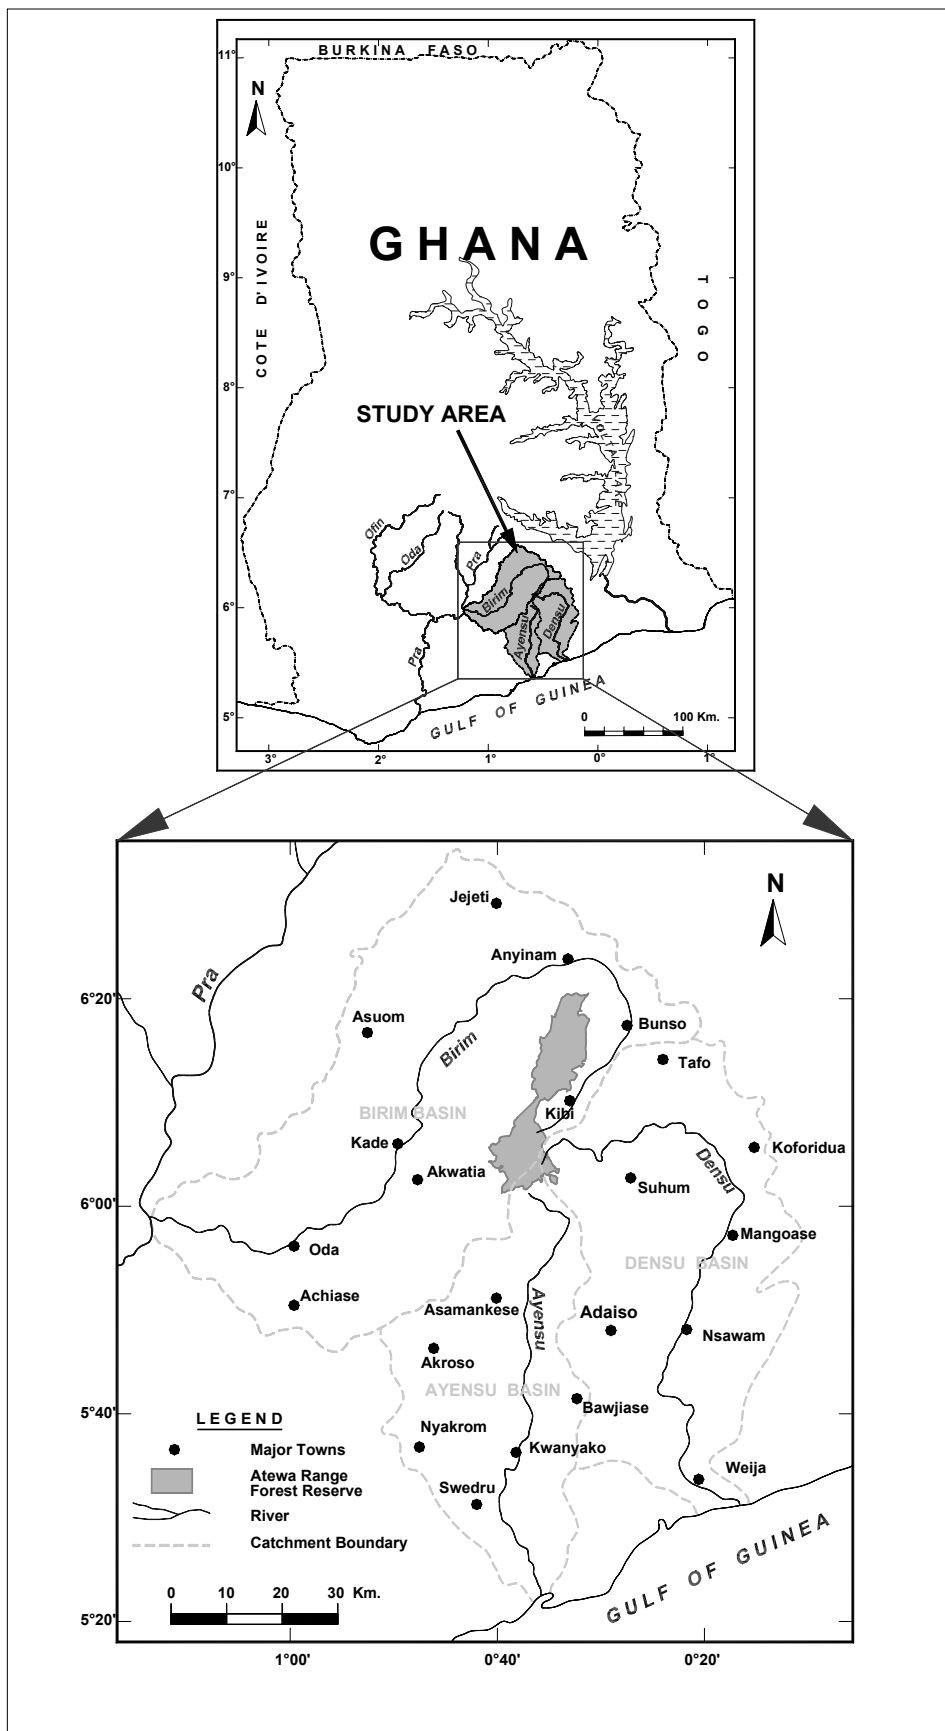 BURKINA FASO
11°
N
10°
COTE D'IVOIRE
GHANA
9°
TOGO
8°
STUDY AREA
7°
Ofin
Oda
Pra
Birim
6°
Ayensu
Densu
Pra
GULF OF GUINEA
5°
0 100 Km.
3° 2° 1° 0° 1°
N
Jejeti
Anyinam
Pra
6°20'
Asuom
Bunso
Birim
Tafo
BIRIM BASIN
Kibi
Kade
Koforidua
Akwatia
Densu
Suhum
6°00'
Mangoase
Oda
DENSU BASIN
Achiase
Asamankese
Ayensu
Adaiso
Nsawam
Akroso
AYENSU BASIN
5°40'
Bawjiase
LEGEND
Nyakrom
Major Towns
Kwanyako
Weija
Atewa Range
Forest Reserve
Swedru
River
Catchment Boundary
GULF OF GUINEA
0 10 20 30 Km.
5°20'
1°00' 0°40' 0°20'